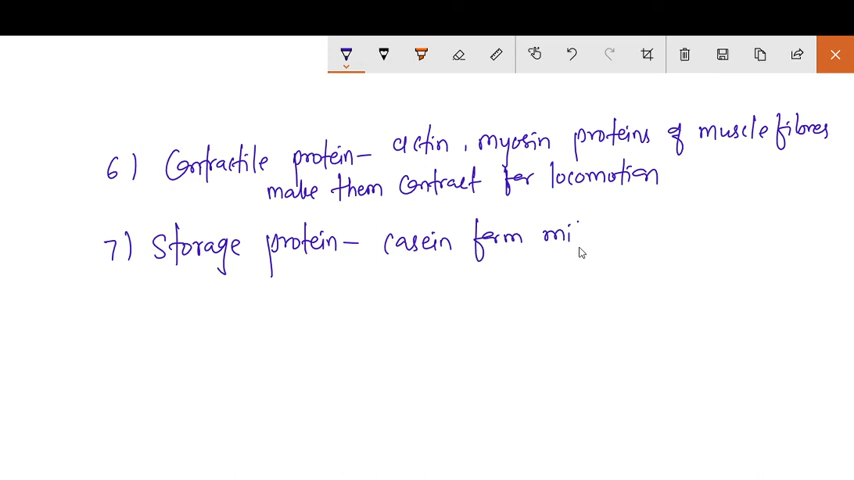 6) Contractile protein- actin, myosin proteins of muscle fibres
make them contract for locomotion
7) Storage protein- casein form mi